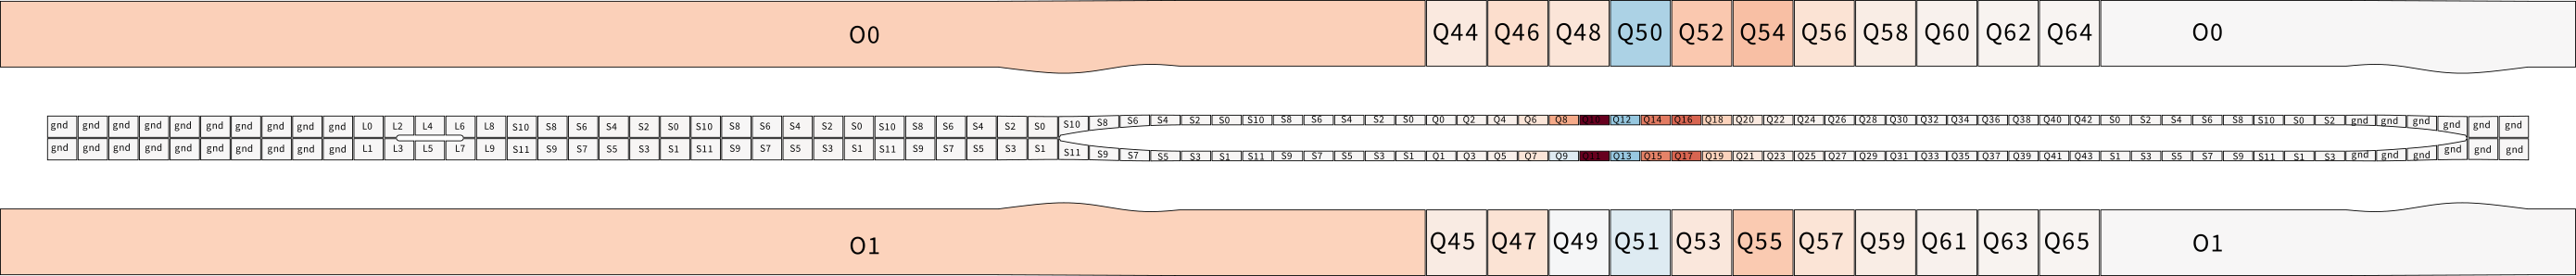 O0 Q44 Q46 Q48 Q50 Q52 Q54 Q56 Q58 Q60 Q62 Q64 O0
gnd gnd gnd gnd gnd gnd gnd gnd gnd gnd L0 L2 L4 L6 L8 S10 S8 S6 S4 S2 S0 S10 S8 S6 S4 S2 S0 S10 S8 S6 S4 S2 S0 S10 S8 S6 S4 S2 S0 S10 S8 S6 S4 S2 S0 Q0 Q2 Q4 Q6 Q8 Q10 Q12 Q14 Q16 Q18 Q20 Q22 Q24 Q26 Q28 Q30 Q32 Q34 Q36 Q38 Q40 Q42 S0 S2 S4 S6 S8 S10 S0 S2 gnd gnd gnd gnd gnd gnd
gnd gnd gnd gnd gnd gnd gnd gnd gnd gnd L1 L3 L5 L7 L9 S11 S9 S7 S5 S3 S1 S11 S9 S7 S5 S3 S1 S11 S9 S7 S5 S3 S1 S11 S9 S7 S5 S3 S1 S11 S9 S7 S5 S3 S1 Q1 Q3 Q5 Q7 Q9 Q11 Q13 Q15 Q17 Q19 Q21 Q23 Q25 Q27 Q29 Q31 Q33 Q35 Q37 Q39 Q41 Q43 S1 S3 S5 S7 S9 S11 S1 S3 gnd gnd gnd gnd gnd gnd
O1 Q45 Q47 Q49 Q51 Q53 Q55 Q57 Q59 Q61 Q63 Q65 O1